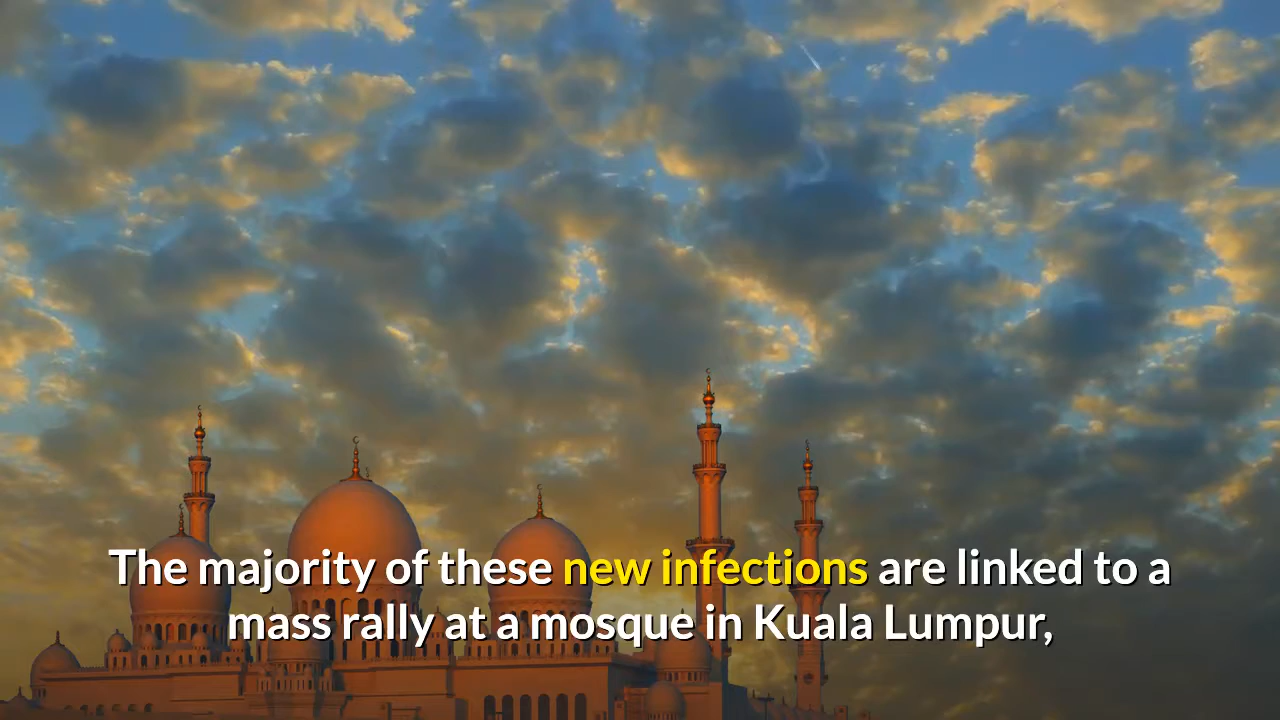 The majority of these new infections are linked to a
mass rally at a mosque in Kuala Lumpur,